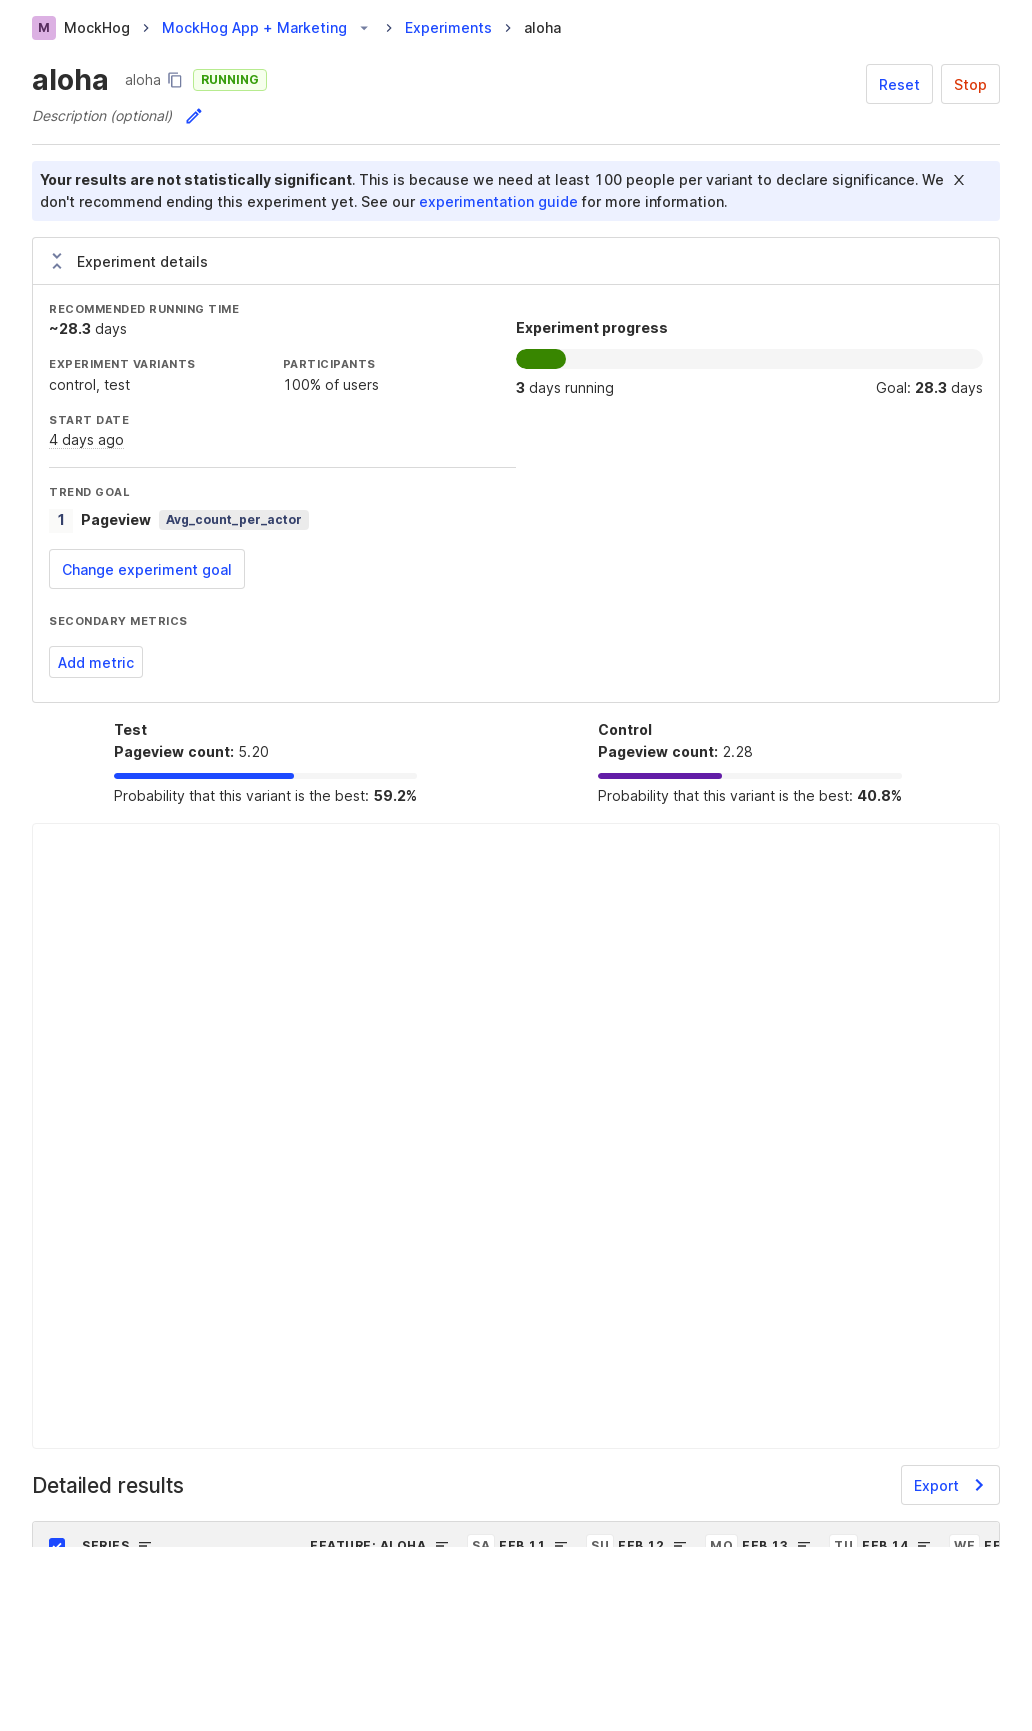 M MockHog > MockHog App + Marketing > Experiments > aloha
aloha aloha RUNNING
Reset Stop
Description (optional)
Your results are not statistically significant. This is because we need at least 100 people per variant to declare significance. We
don't recommend ending this experiment yet. See our experimentation guide for more information.
Experiment details
RECOMMENDED RUNNING TIME
~28.3 days
EXPERIMENT VARIANTS PARTICIPANTS
control, test 100% of users
START DATE
4 days ago
Experiment progress
3 days running Goal: 28.3 days
TREND GOAL
1 Pageview Avg_count_per_actor
Change experiment goal
SECONDARY METRICS
Add metric
Test
Pageview count: 5.20
Probability that this variant is the best: 59.2%
Control
Pageview count: 2.28
Probability that this variant is the best: 40.8%
Detailed results
Export
SERIES FEATURE: ALOHA SA FEB 11 SU FEB 12 MO FEB 13 TU FEB 14 WE